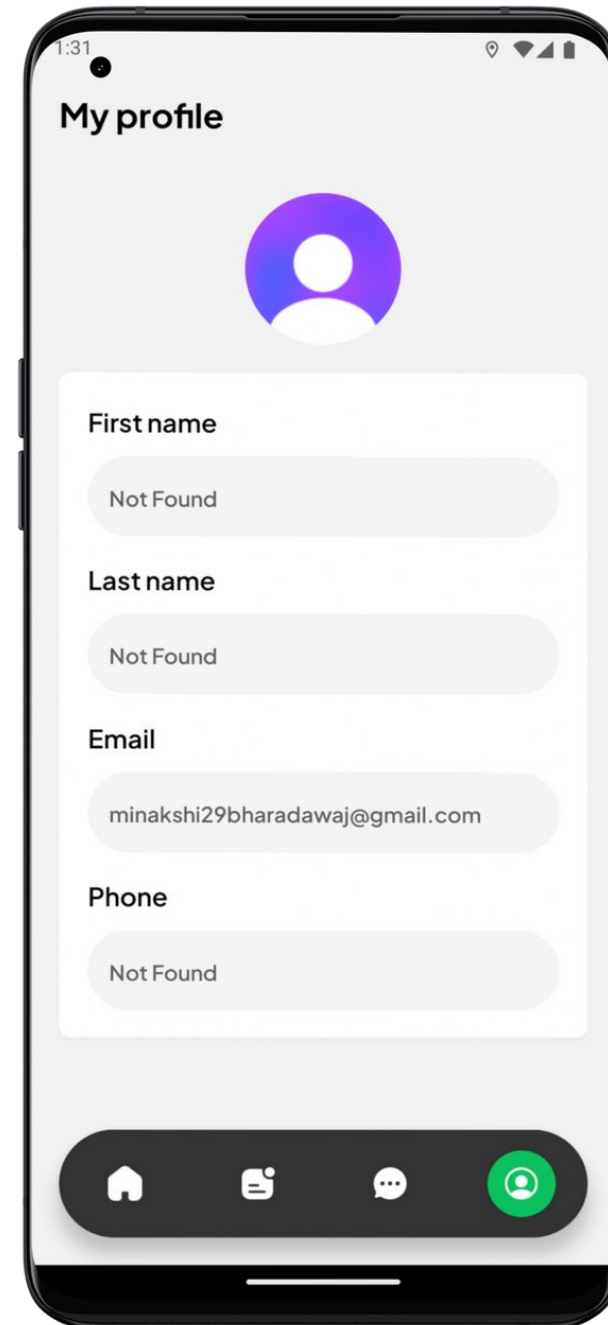 1:31
My profile
First name
Not Found
Last name
Not Found
Email
minakshi29bharadawaj@gmail.com
Phone
Not Found